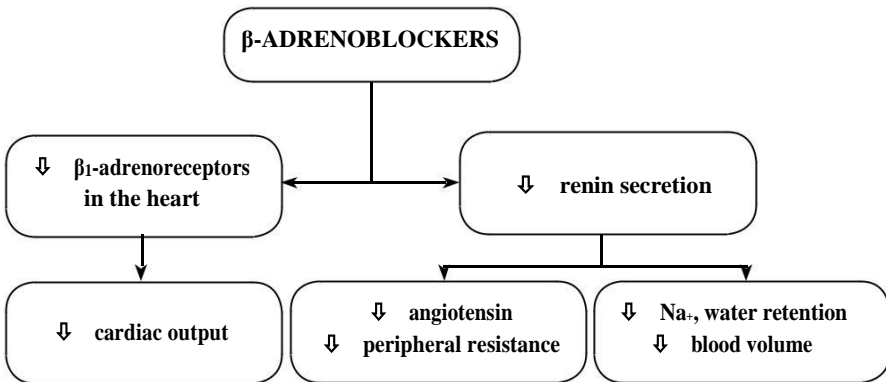 β-ADRENOBLOCKERS
⇩ β₁-adrenoreceptors
in the heart
⇩ renin secretion
⇩ cardiac output
⇩ angiotensin
⇩ peripheral resistance
⇩ Na₊, water retention
⇩ blood volume